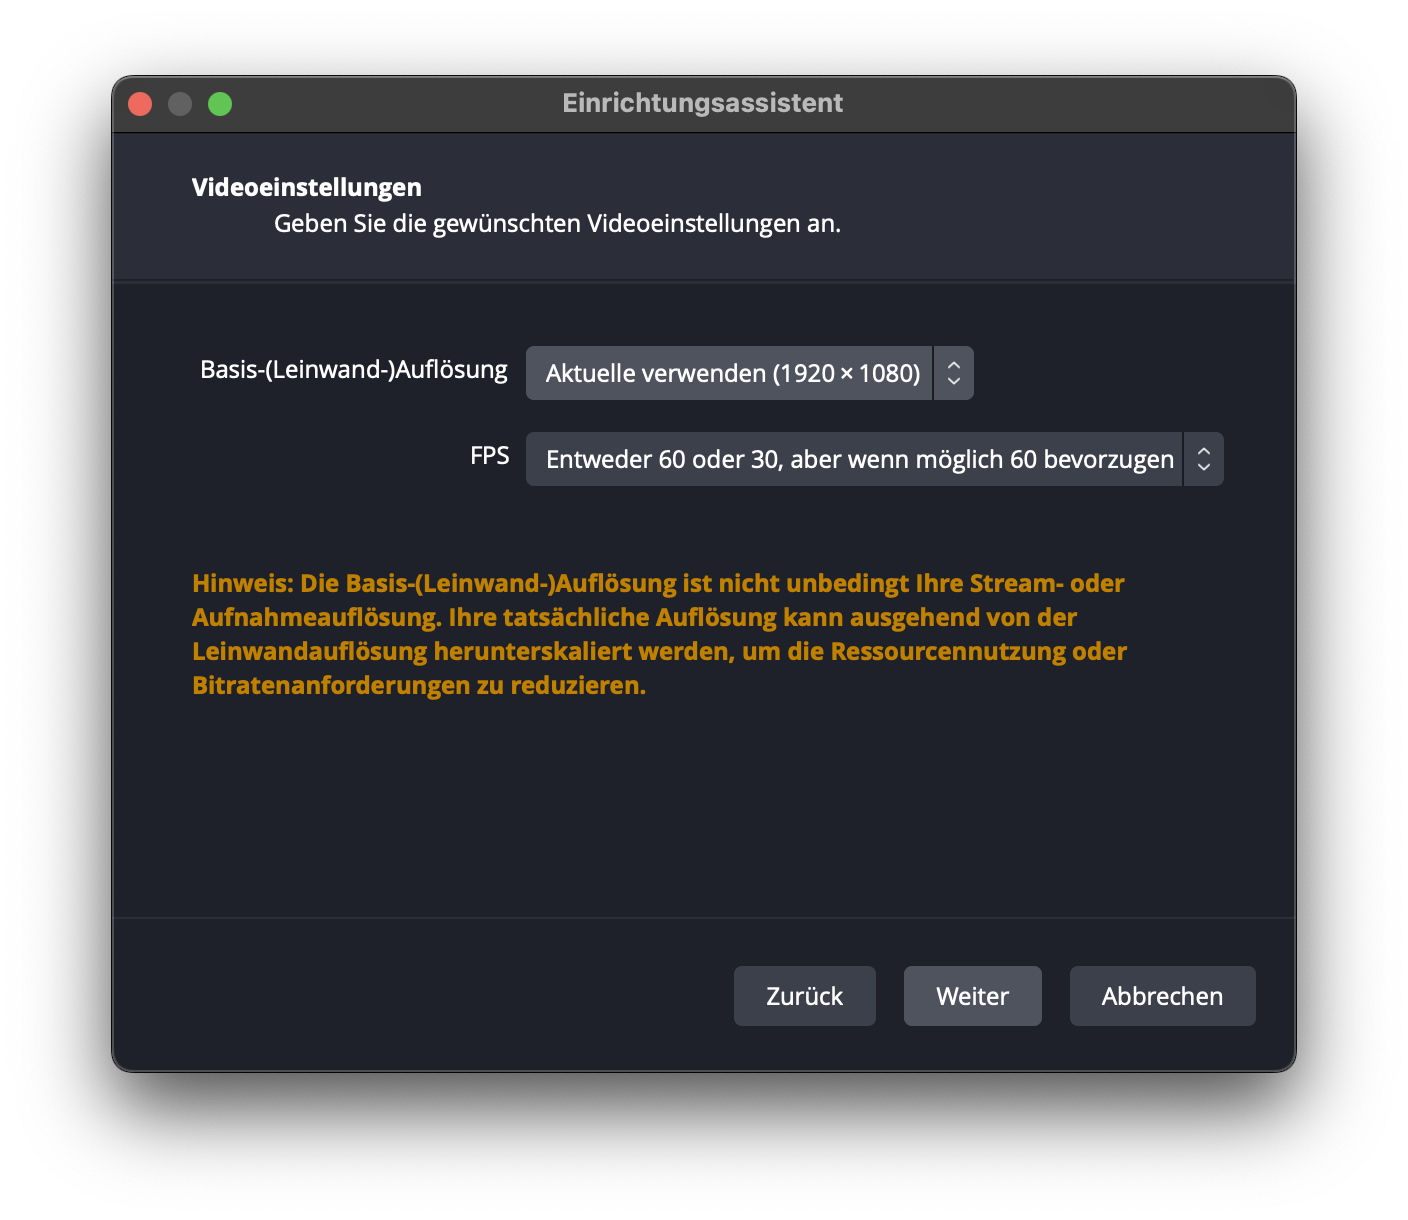 Einrichtungsassistent
Videoeinstellungen
Geben Sie die gewünschten Videoeinstellungen an.
Basis-(Leinwand-)Auflösung Aktuelle verwenden (1920 × 1080)
FPS Entweder 60 oder 30, aber wenn möglich 60 bevorzugen
Hinweis: Die Basis-(Leinwand-)Auflösung ist nicht unbedingt Ihre Stream- oder
Aufnahmeauflösung. Ihre tatsächliche Auflösung kann ausgehend von der
Leinwandauflösung herunterskaliert werden, um die Ressourcennutzung oder
Bitratenanforderungen zu reduzieren.
Zurück Weiter Abbrechen